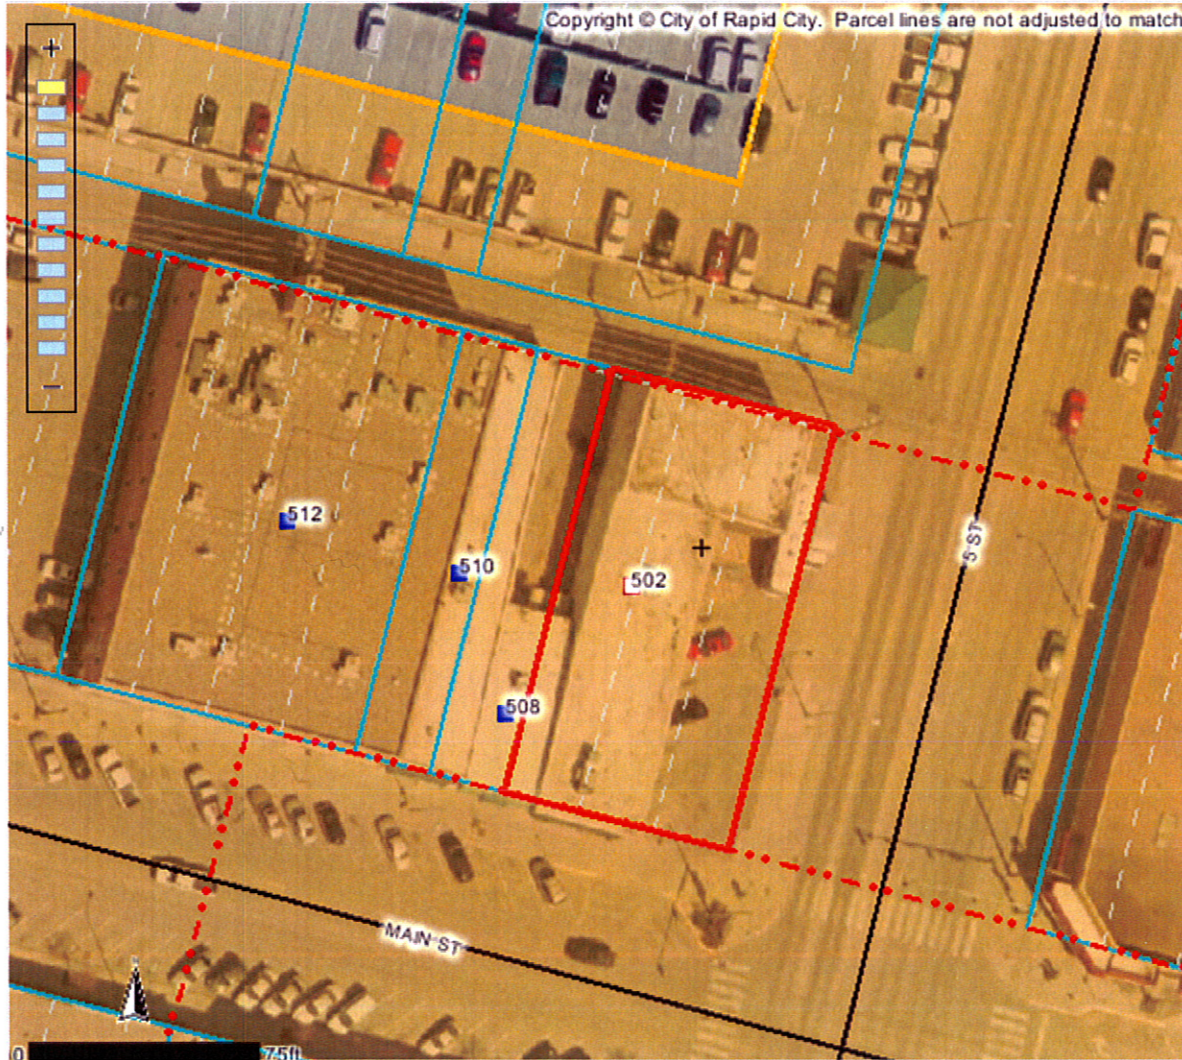 Copyright © City of Rapid City. Parcel lines are not adjusted to match
+
512
510
502
508
5 ST
MAIN ST
0 75ft